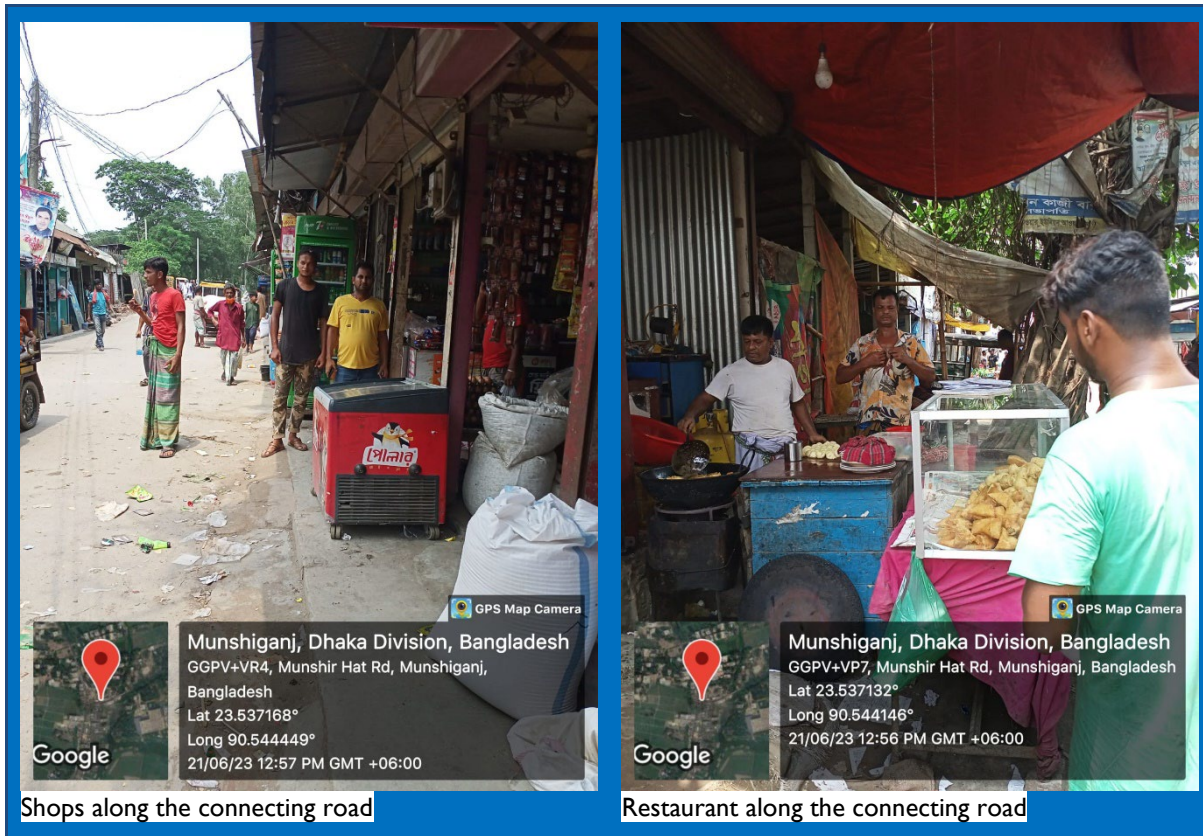 পোলার
ন কাজী বা
সভাপতি
GPS Map Camera
Munshiganj, Dhaka Division, Bangladesh
GGPV+VR4, Munshir Hat Rd, Munshiganj,
Bangladesh
Lat 23.537168°
Long 90.544449°
21/06/23 12:57 PM GMT +06:00
Google
Shops along the connecting road
GPS Map Camera
Munshiganj, Dhaka Division, Bangladesh
GGPV+VP7, Munshir Hat Rd, Munshiganj, Bangladesh
Lat 23.537132°
Long 90.544146°
21/06/23 12:56 PM GMT +06:00
Google
Restaurant along the connecting road